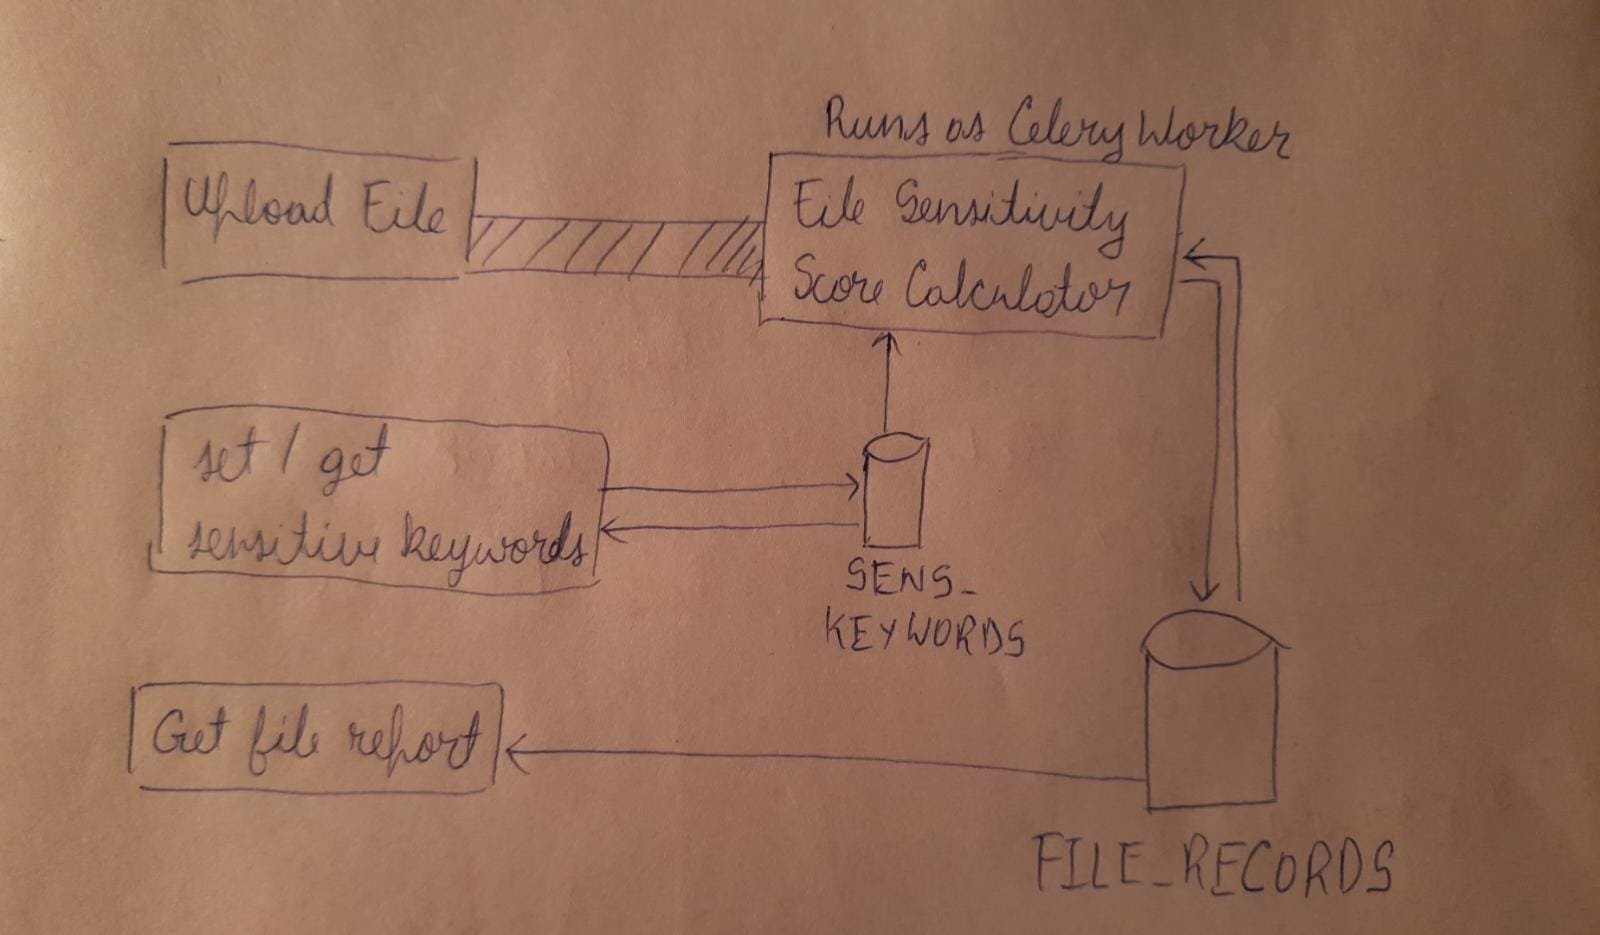 Runs as Celery Worker
Upload File
File Sensitivity
Score Calculator
set / get
sensitive keywords
SENS_
KEYWORDS
Get file report
FILE_RECORDS